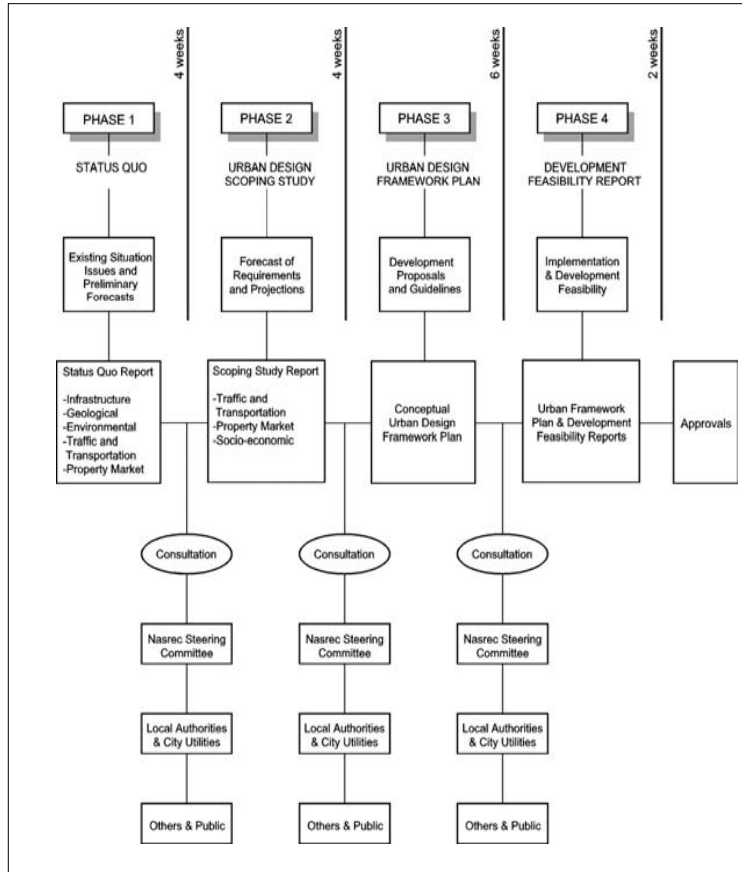 4 weeks
4 weeks
6 weeks
2 weeks
PHASE 1
PHASE 2
PHASE 3
PHASE 4
STATUS QUO
URBAN DESIGN
SCOPING STUDY
URBAN DESIGN
FRAMEWORK PLAN
DEVELOPMENT
FEASIBILITY REPORT
Existing Situation
Issues and
Preliminary
Forecasts
Forecast of
Requirements
and Projections
Development
Proposals
and Guidelines
Implementation
& Development
Feasibility
Status Quo Report
-Infrastructure
-Geological
-Environmental
-Traffic and
Transportation
-Property Market
Scoping Study Report
-Traffic and
Transportation
-Property Market
-Socio-economic
Conceptual
Urban Design
Framework Plan
Urban Framework
Plan & Development
Feasibility Reports
Approvals
Consultation
Consultation
Consultation
Nasrec Steering
Committee
Nasrec Steering
Committee
Nasrec Steering
Committee
Local Authorities
& City Utilities
Local Authorities
& City Utilities
Local Authorities
& City Utilities
Others & Public
Others & Public
Others & Public